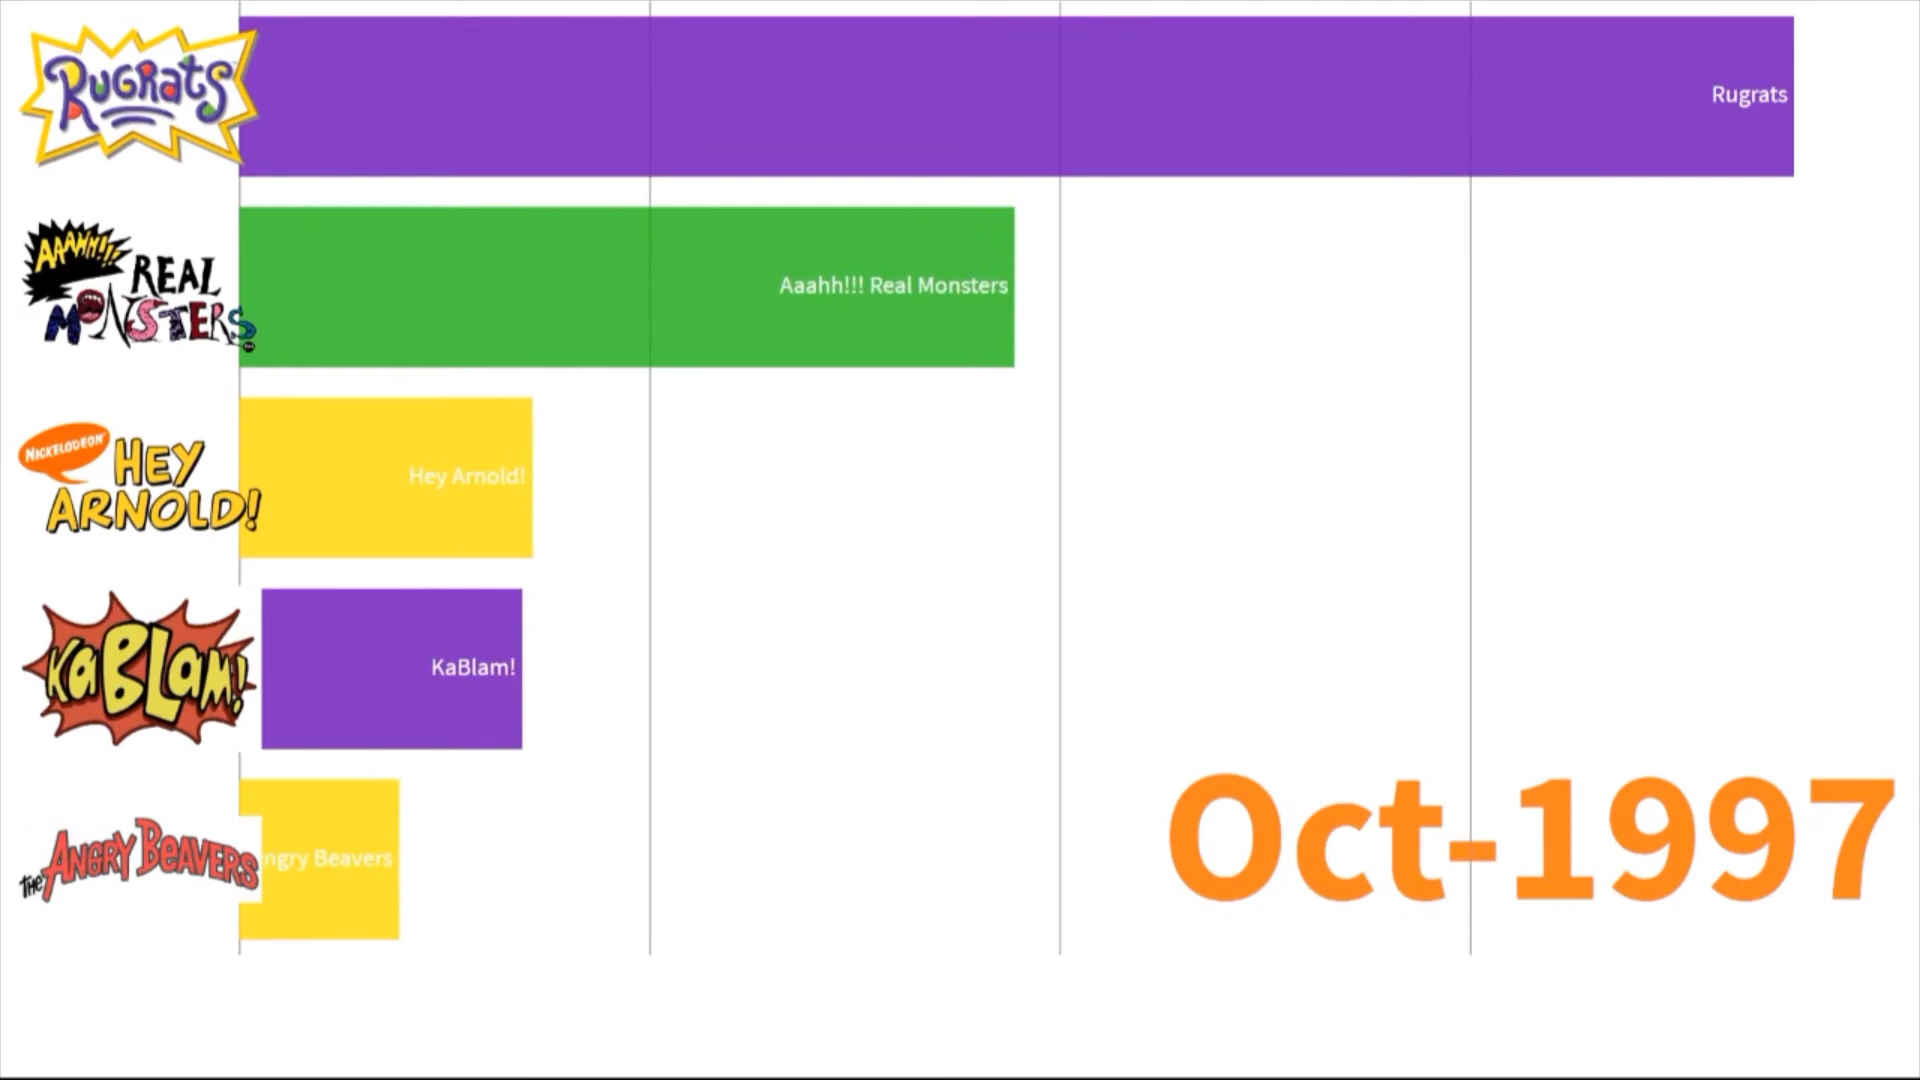 RUGRATS
Rugrats
AAAHH!!!
REAL
MONSTERS
Aaahh!!! Real Monsters
NICKELODEON
HEY
ARNOLD!
Hey Arnold!
KaBLam!
KaBlam!
THE ANGRY BEAVERS
ngry Beavers
Oct-1997